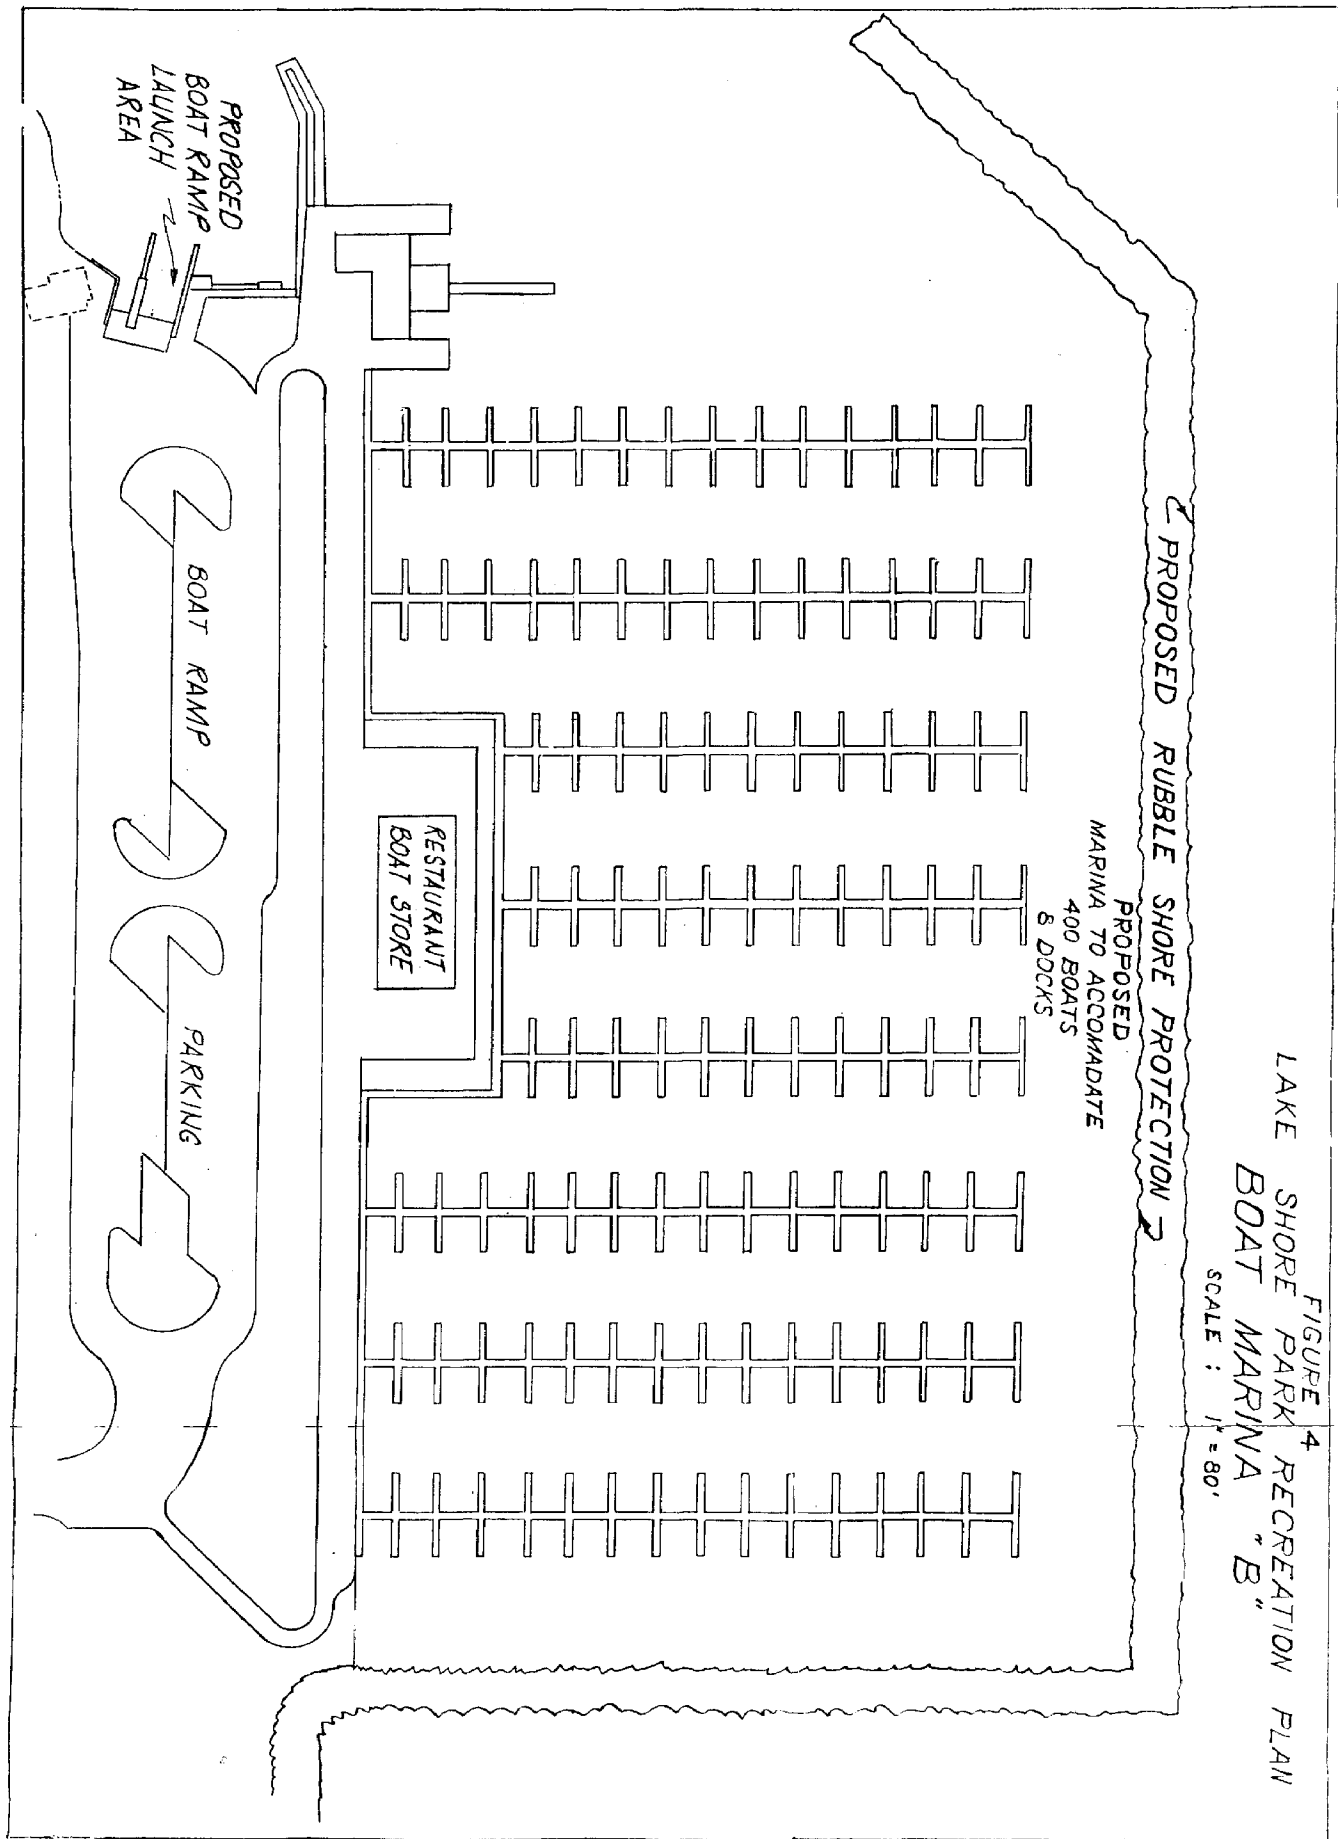 FIGURE 4
LAKE SHORE PARK RECREATION PLAN
BOAT MARINA "B"
SCALE : 1"=80'
PROPOSED RUBBLE SHORE PROTECTION
PROPOSED
MARINA TO ACCOMADATE
400 BOATS
8 DOCKS
RESTAURANT
BOAT STORE
PROPOSED
BOAT RAMP
LAUNCH
AREA
BOAT RAMP PARKING